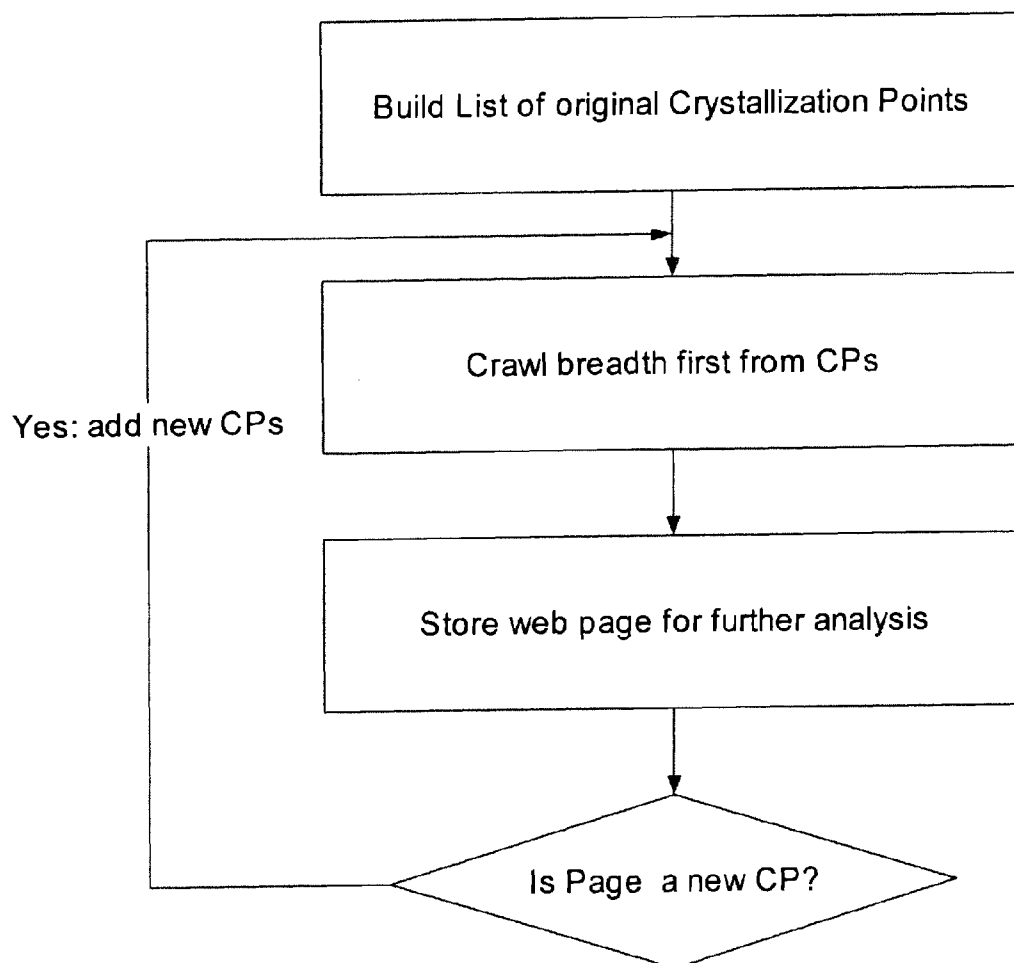 Build List of original Crystallization Points
Crawl breadth first from CPs
Yes: add new CPs
Store web page for further analysis
Is Page a new CP?